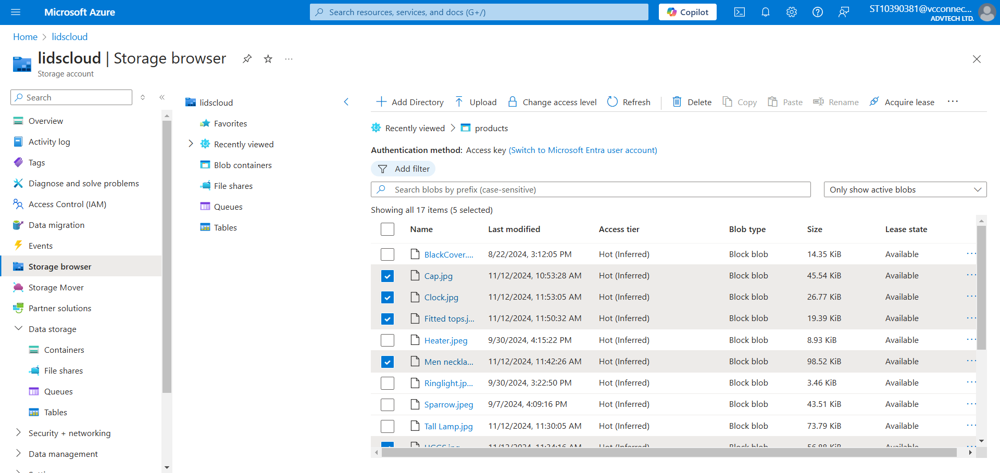 Microsoft Azure
Search resources, services, and docs (G+/)
Copilot
ST10390381@vcconnec...
ADVTECH LTD.
Home > lidscloud
lidscloud | Storage browser
Storage account
Search
Overview
Activity log
Tags
Diagnose and solve problems
Access Control (IAM)
Data migration
Events
Storage browser
Storage Mover
Partner solutions
Data storage
Containers
File shares
Queues
Tables
Security + networking
Data management
lidscloud
Favorites
Recently viewed
Blob containers
File shares
Queues
Tables
Add Directory Upload Change access level Refresh Delete Copy Paste Rename Acquire lease
Recently viewed > products
Authentication method: Access key (Switch to Microsoft Entra user account)
Add filter
Search blobs by prefix (case-sensitive)
Only show active blobs
Showing all 17 items (5 selected)
Name Last modified Access tier Blob type Size Lease state
BlackCover.... 8/22/2024, 3:12:05 PM Hot (Inferred) Block blob 14.35 KiB Available
Cap.jpg 11/12/2024, 10:53:28 AM Hot (Inferred) Block blob 45.54 KiB Available
Clock.jpg 11/12/2024, 11:53:05 AM Hot (Inferred) Block blob 26.77 KiB Available
Fitted tops.j... 11/12/2024, 11:50:32 AM Hot (Inferred) Block blob 19.39 KiB Available
Heater.jpeg 9/30/2024, 4:15:22 PM Hot (Inferred) Block blob 8.93 KiB Available
Men neckla... 11/12/2024, 11:42:26 AM Hot (Inferred) Block blob 98.52 KiB Available
Ringlight.jp... 9/30/2024, 3:22:50 PM Hot (Inferred) Block blob 3.46 KiB Available
Sparrow.jpeg 9/7/2024, 4:09:16 PM Hot (Inferred) Block blob 43.51 KiB Available
Tall Lamp.jpg 11/12/2024, 11:30:05 AM Hot (Inferred) Block blob 73.79 KiB Available
Hot (Inferred) Block blob Available